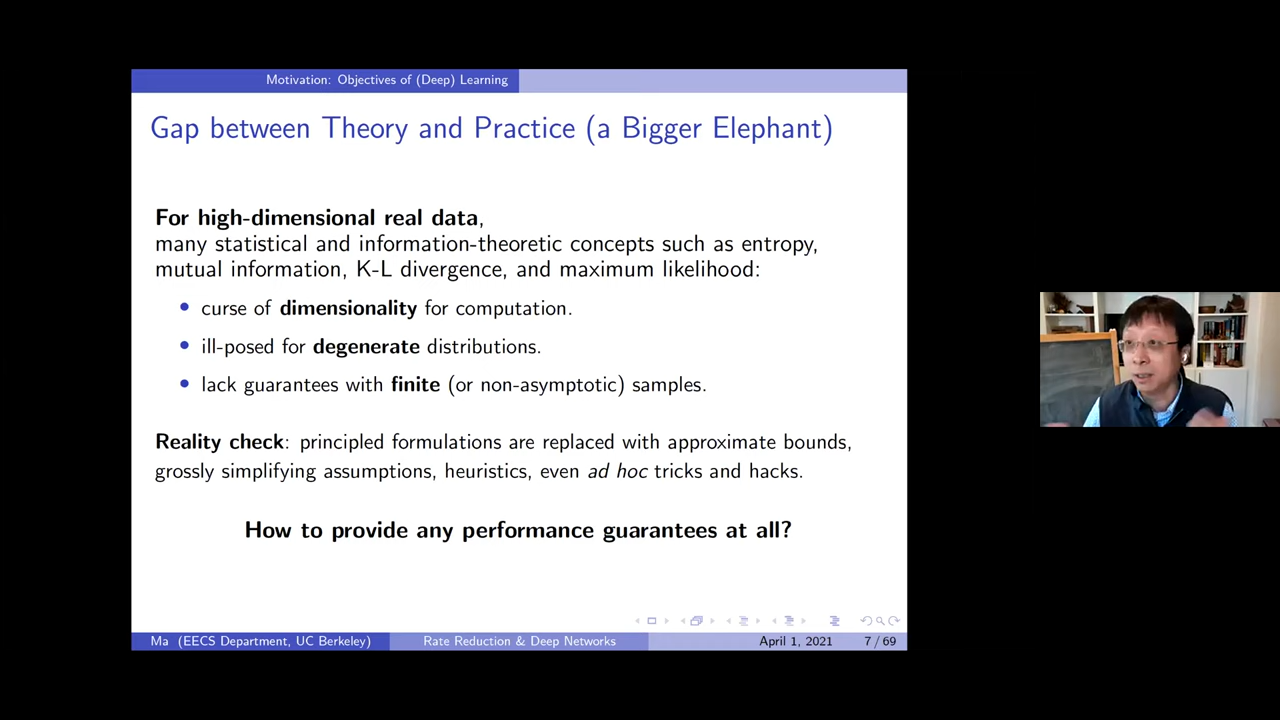 Motivation: Objectives of (Deep) Learning
Gap between Theory and Practice (a Bigger Elephant)
For high-dimensional real data,
many statistical and information-theoretic concepts such as entropy,
mutual information, K-L divergence, and maximum likelihood:
• curse of dimensionality for computation.
• ill-posed for degenerate distributions.
• lack guarantees with finite (or non-asymptotic) samples.
Reality check: principled formulations are replaced with approximate bounds,
grossly simplifying assumptions, heuristics, even ad hoc tricks and hacks.
How to provide any performance guarantees at all?
Ma (EECS Department, UC Berkeley) Rate Reduction & Deep Networks April 1, 2021 7 / 69